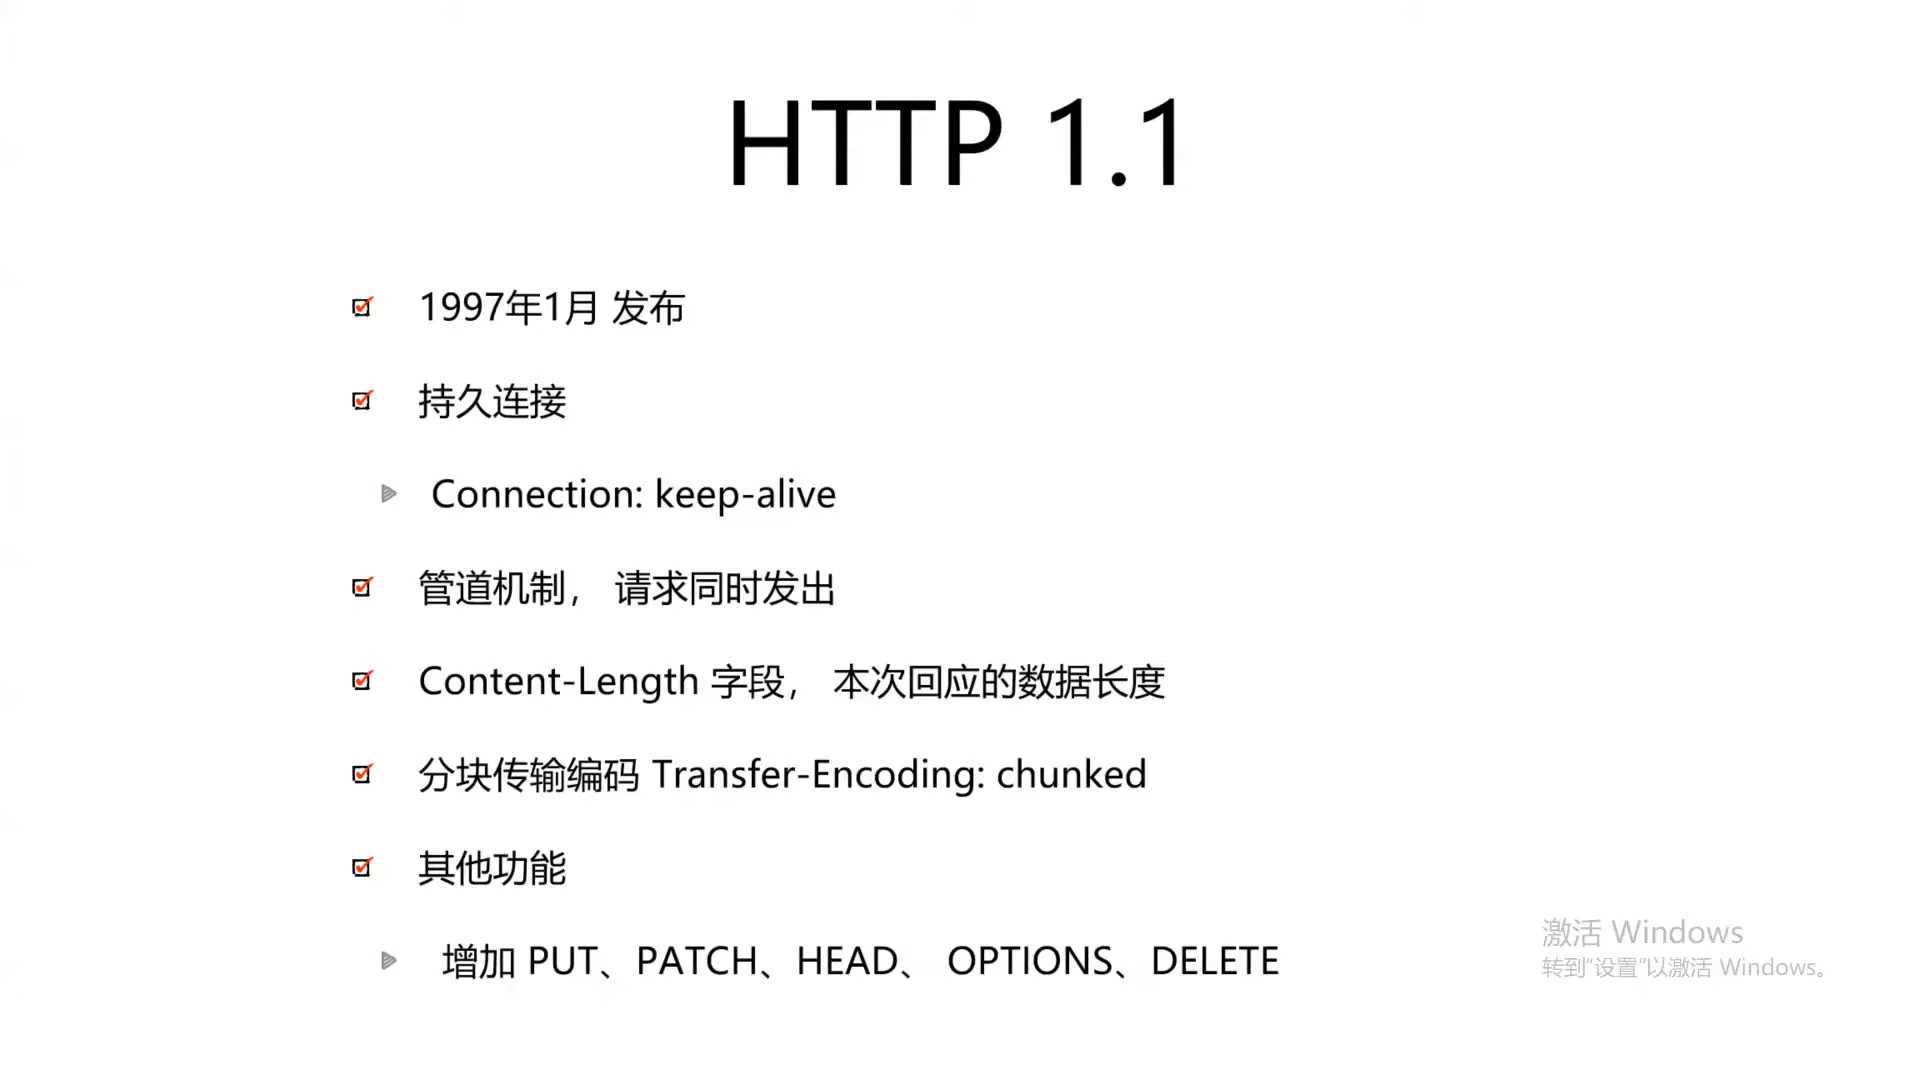 HTTP 1.1
1997年1月 发布
持久连接
Connection: keep-alive
管道机制， 请求同时发出
Content-Length 字段， 本次回应的数据长度
分块传输编码 Transfer-Encoding: chunked
其他功能
增加 PUT、PATCH、HEAD、 OPTIONS、DELETE
激活 Windows
转到“设置”以激活 Windows。